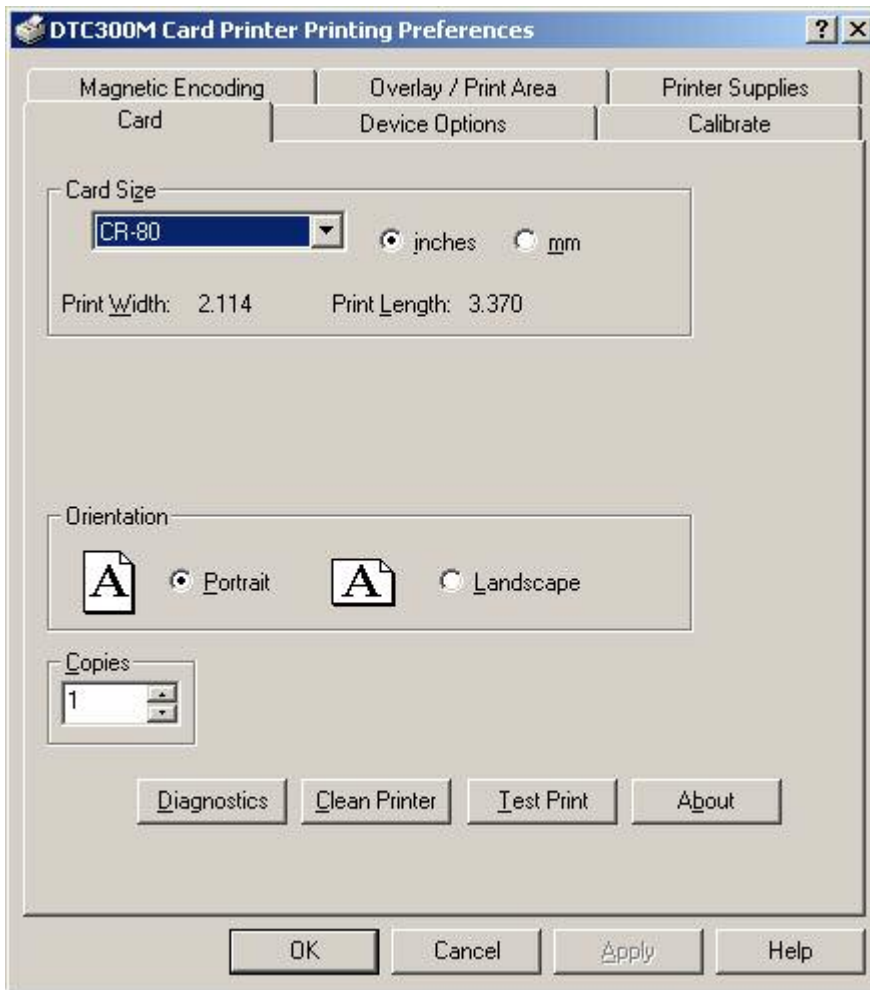 DTC300M Card Printer Printing Preferences
Magnetic Encoding Overlay / Print Area Printer Supplies
Card Device Options Calibrate
Card Size
CR-80 inches mm
Print Width: 2.114 Print Length: 3.370
Orientation
A Portrait A Landscape
Copies
1
Diagnostics Clean Printer Test Print About
OK Cancel Apply Help